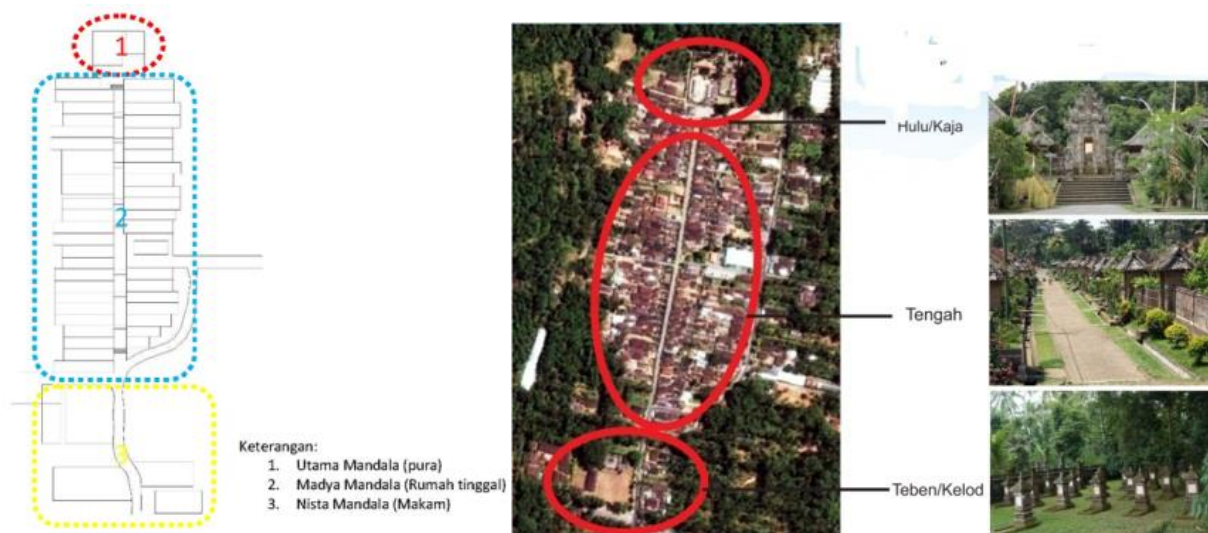 1
2
3
Keterangan:
1. Utama Mandala (pura)
2. Madya Mandala (Rumah tinggal)
3. Nista Mandala (Makam)
Hulu/Kaja
Tengah
Teben/Kelod